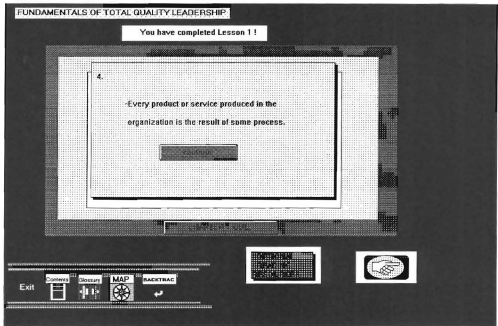 FUNDAMENTALS OF TOTAL QUALITY LEADERSHIP
You have completed Lesson 1 !
4.
-Every product or service produced in the
organization is the result of some process.
Exit
Contents
Glossary
MAP
BACKTRAC